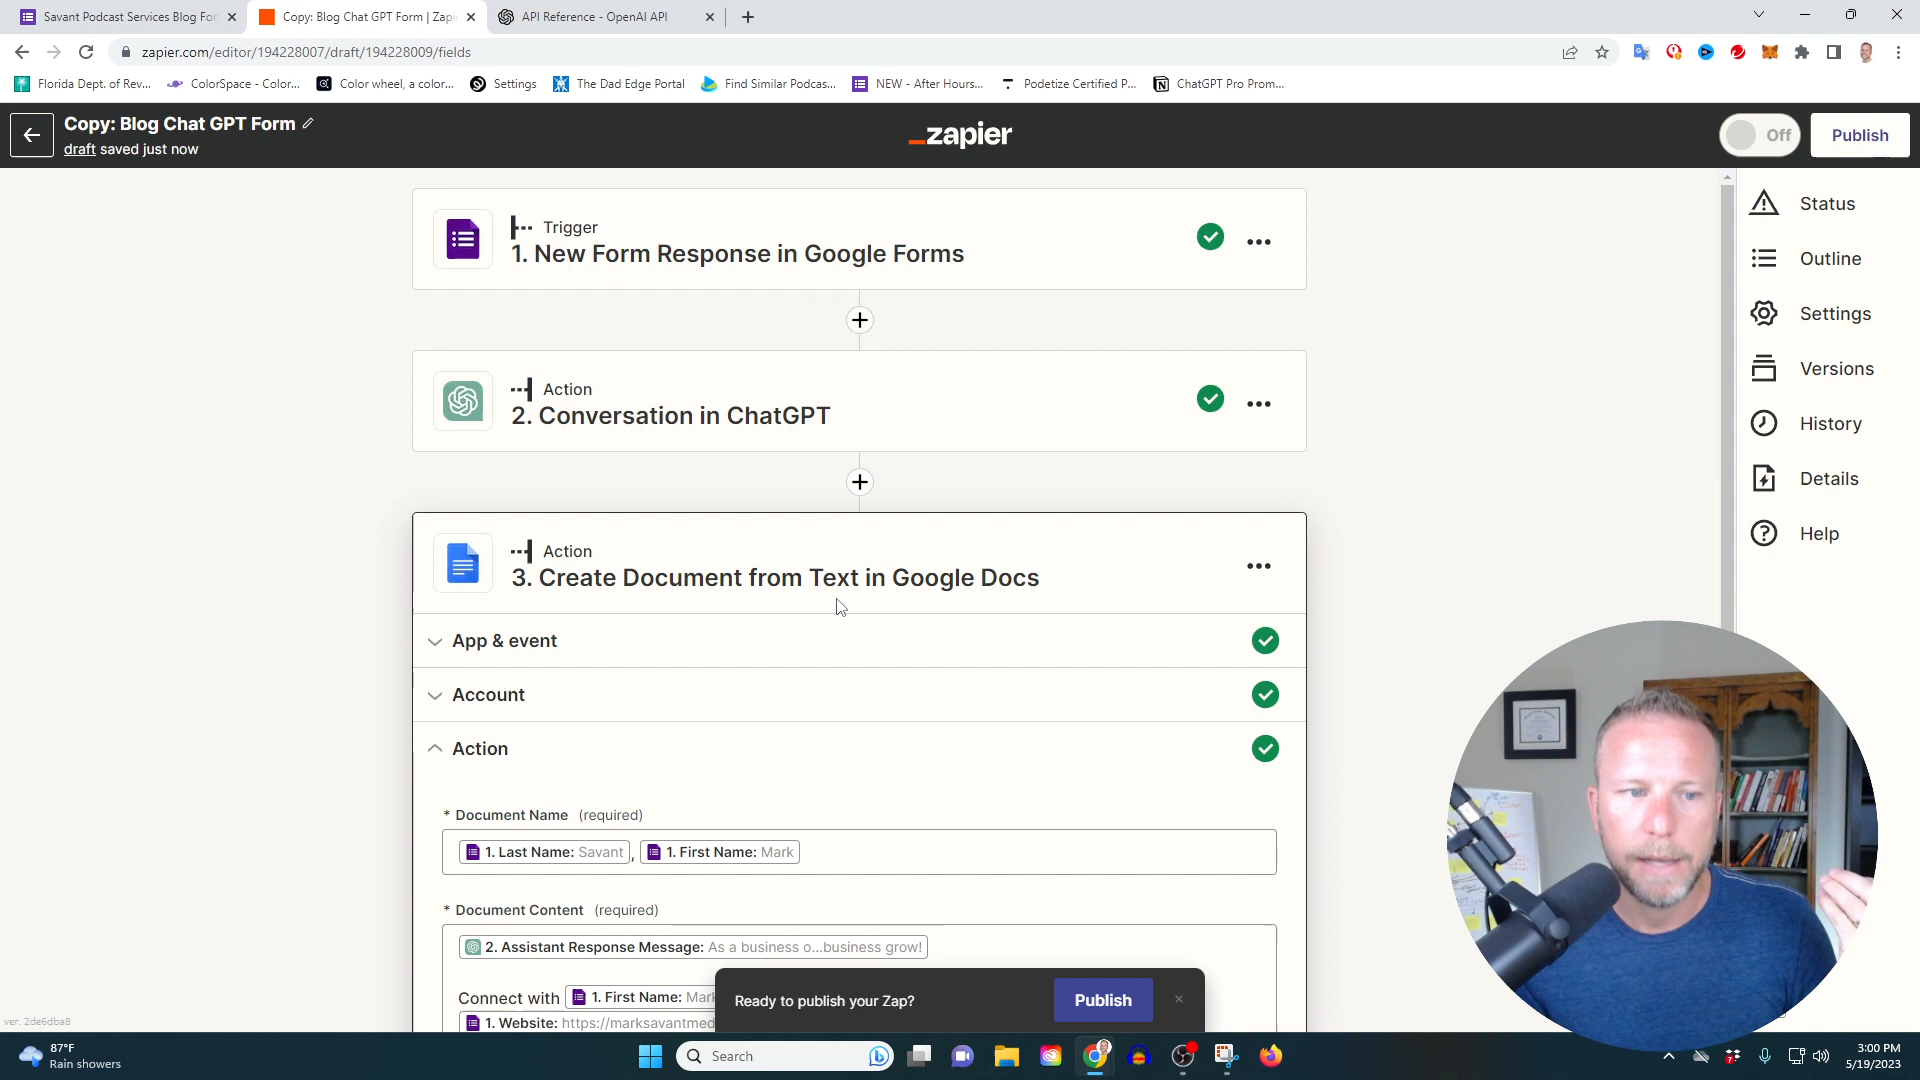 Savant Podcast Services Blog For
Copy: Blog Chat GPT Form | Zapi
API Reference - OpenAI API
zapier.com/editor/194228007/draft/194228009/fields
Florida Dept. of Rev...
ColorSpace - Color...
Color wheel, a color...
Settings
The Dad Edge Portal
Find Similar Podcas...
NEW - After Hours...
Podetize Certified P...
ChatGPT Pro Prom...
Copy: Blog Chat GPT Form
draft saved just now
_zapier
Off
Publish
Trigger
1. New Form Response in Google Forms
Action
2. Conversation in ChatGPT
Action
3. Create Document from Text in Google Docs
App & event
Account
Action
* Document Name (required)
1. Last Name: Savant , 1. First Name: Mark
* Document Content (required)
2. Assistant Response Message: As a business o...business grow!
Connect with 1. First Name: Mark
1. Website: https://marksavantmed
Ready to publish your Zap?
Publish
Status
Outline
Settings
Versions
History
Details
Help
ver. 2de6dba8
87°F
Rain showers
Search
3:00 PM
5/19/2023